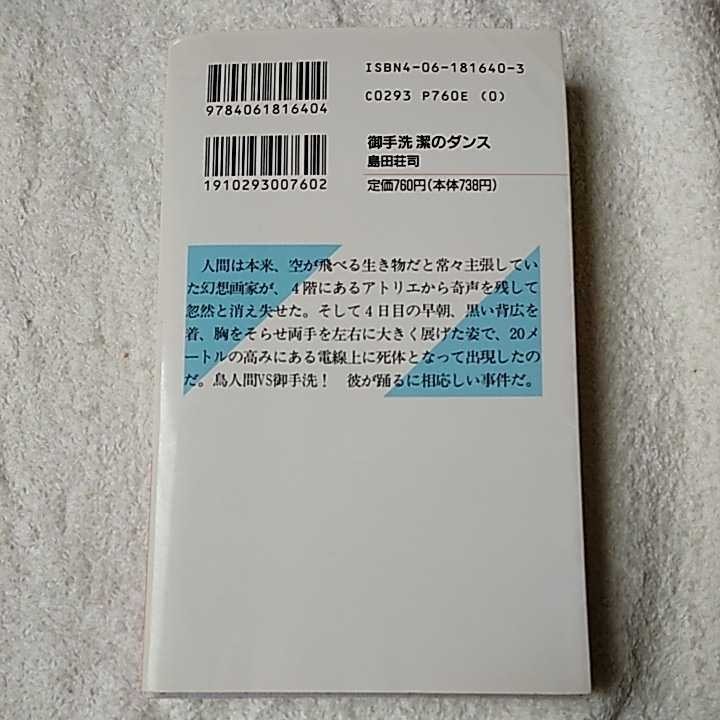 ISBN4-06-181640-3
9784061816404
C0293 P760E (0)
御手洗 潔のダンス
島田荘司
1910293007602
定価760円(本体738円)
人間は本来、空が飛べる生き物だと常々主張してい
た幻想画家が、4階にあるアトリエから奇声を残して
忽然と消え失せた。そして4日目の早朝、黒い背広を
着、胸をそらせ両手を左右に大きく展げた姿で、20メ
ートルの高みにある電線上に死体となって出現したの
だ。鳥人間VS御手洗！　彼が踊るに相応しい事件だ。